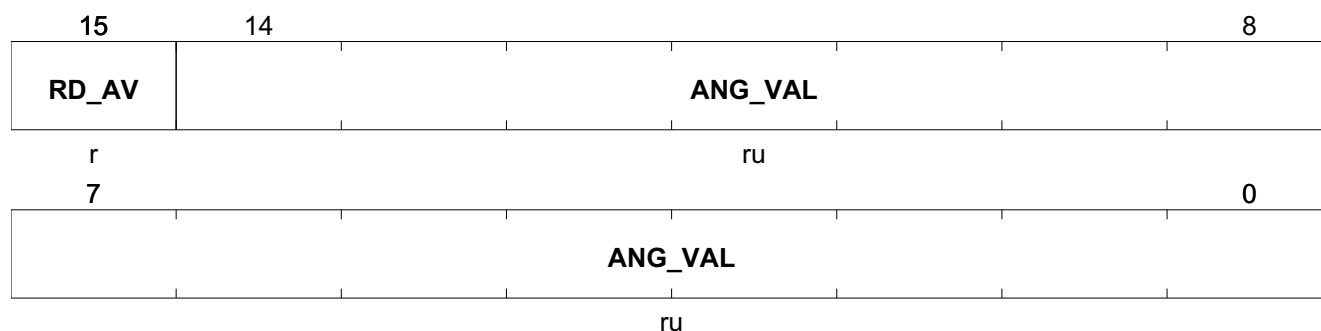 15 14 8
RD_AV ANG_VAL
r ru
7 0
ANG_VAL
ru